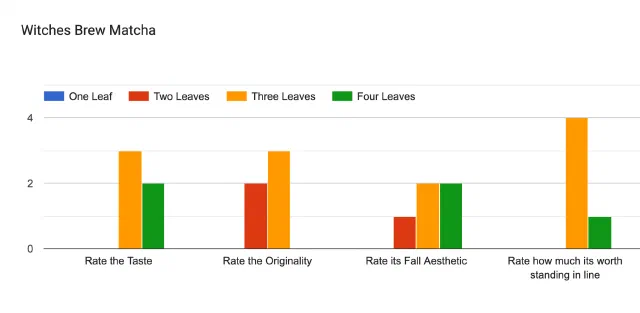 Witches Brew Matcha
One Leaf Two Leaves Three Leaves Four Leaves
4
2
0
Rate the Taste Rate the Originality Rate its Fall Aesthetic Rate how much its worth
standing in line